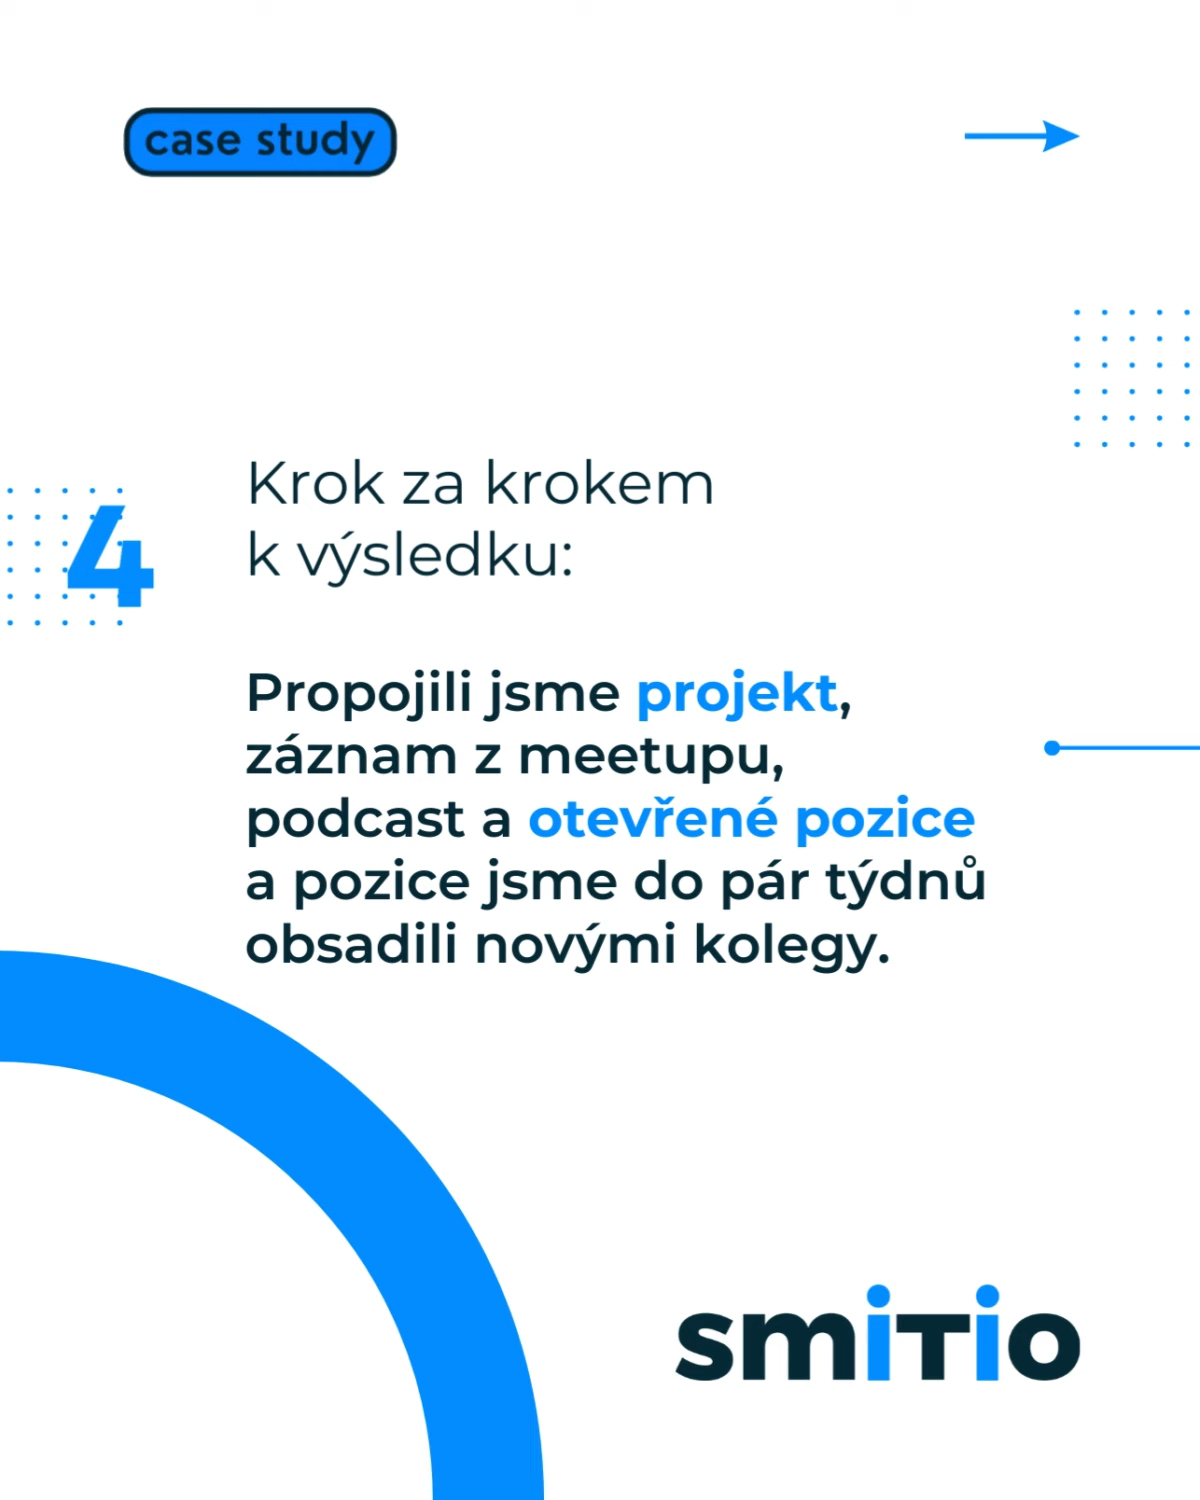 case study
4
Krok za krokem
k výsledku:
Propojili jsme projekt,
záznam z meetupu,
podcast a otevřené pozice
a pozice jsme do pár týdnů
obsadili novými kolegy.
smiTio